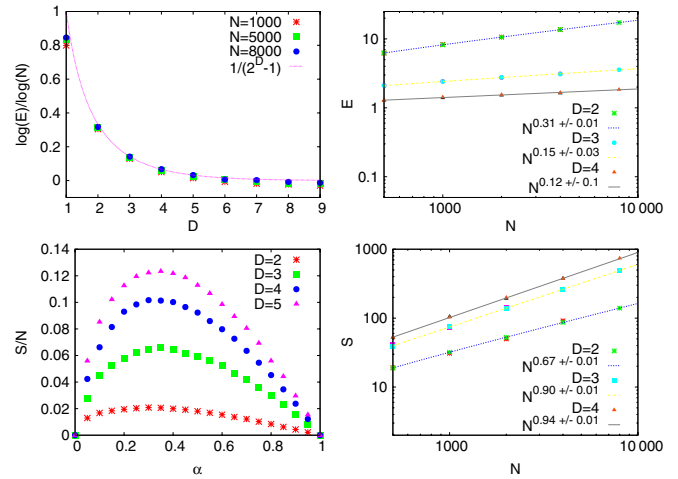 log(E)/log(N)
1
0.8
0.6
0.4
0.2
0
1 2 3 4 5 6 7 8 9
D
N=1000
N=5000
N=8000
1/(2^D-1)
E
10
1
0.1
1000 10 000
N
D=2
N^0.31 +/- 0.01
D=3
N^0.15 +/- 0.03
D=4
N^0.12 +/- 0.1
S/N
0.14
0.12
0.1
0.08
0.06
0.04
0.02
0
0 0.2 0.4 0.6 0.8 1
α
D=2
D=3
D=4
D=5
S
1000
100
10
1000 10 000
N
D=2
N^0.67 +/- 0.01
D=3
N^0.90 +/- 0.01
D=4
N^0.94 +/- 0.01